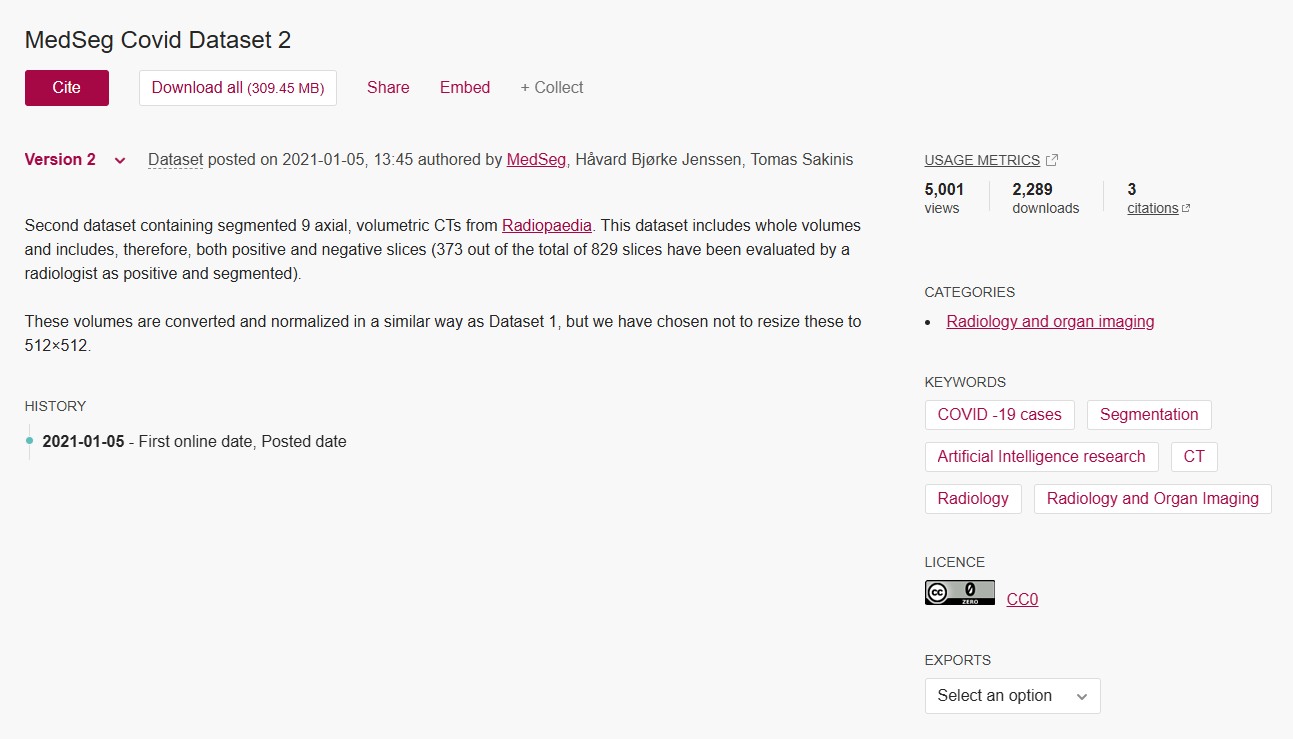 MedSeg Covid Dataset 2
Cite
Download all (309.45 MB)
Share
Embed
+ Collect
Version 2
Dataset posted on 2021-01-05, 13:45 authored by MedSeg, Håvard Bjørke Jenssen, Tomas Sakinis
Second dataset containing segmented 9 axial, volumetric CTs from Radiopaedia. This dataset includes whole volumes
and includes, therefore, both positive and negative slices (373 out of the total of 829 slices have been evaluated by a
radiologist as positive and segmented).
These volumes are converted and normalized in a similar way as Dataset 1, but we have chosen not to resize these to
512×512.
HISTORY
2021-01-05 - First online date, Posted date
USAGE METRICS
5,001
views
2,289
downloads
3
citations
CATEGORIES
• Radiology and organ imaging
KEYWORDS
COVID -19 cases
Segmentation
Artificial Intelligence research
CT
Radiology
Radiology and Organ Imaging
LICENCE
cc 0 ZERO
CC0
EXPORTS
Select an option